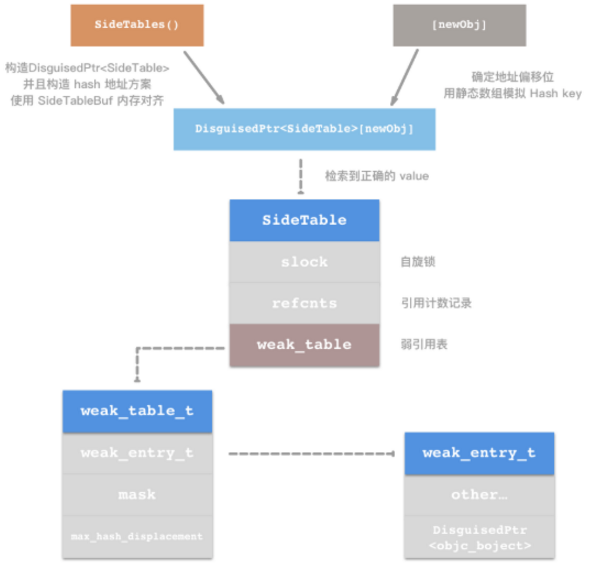 SideTables()
[newObj]
构造DisguisedPtr<SideTable>
并且构造 hash 地址方案
使用 SideTableBuf 内存对齐
确定地址偏移位
用静态数组模拟 Hash key
DisguisedPtr<SideTable>[newObj]
检索到正确的 value
SideTable
slock
自旋锁
refcnts
引用计数记录
weak_table
弱引用表
weak_table_t
weak_entry_t
mask
max_hash_displacement
weak_entry_t
other…
DisguisedPtr
<objc_boject>